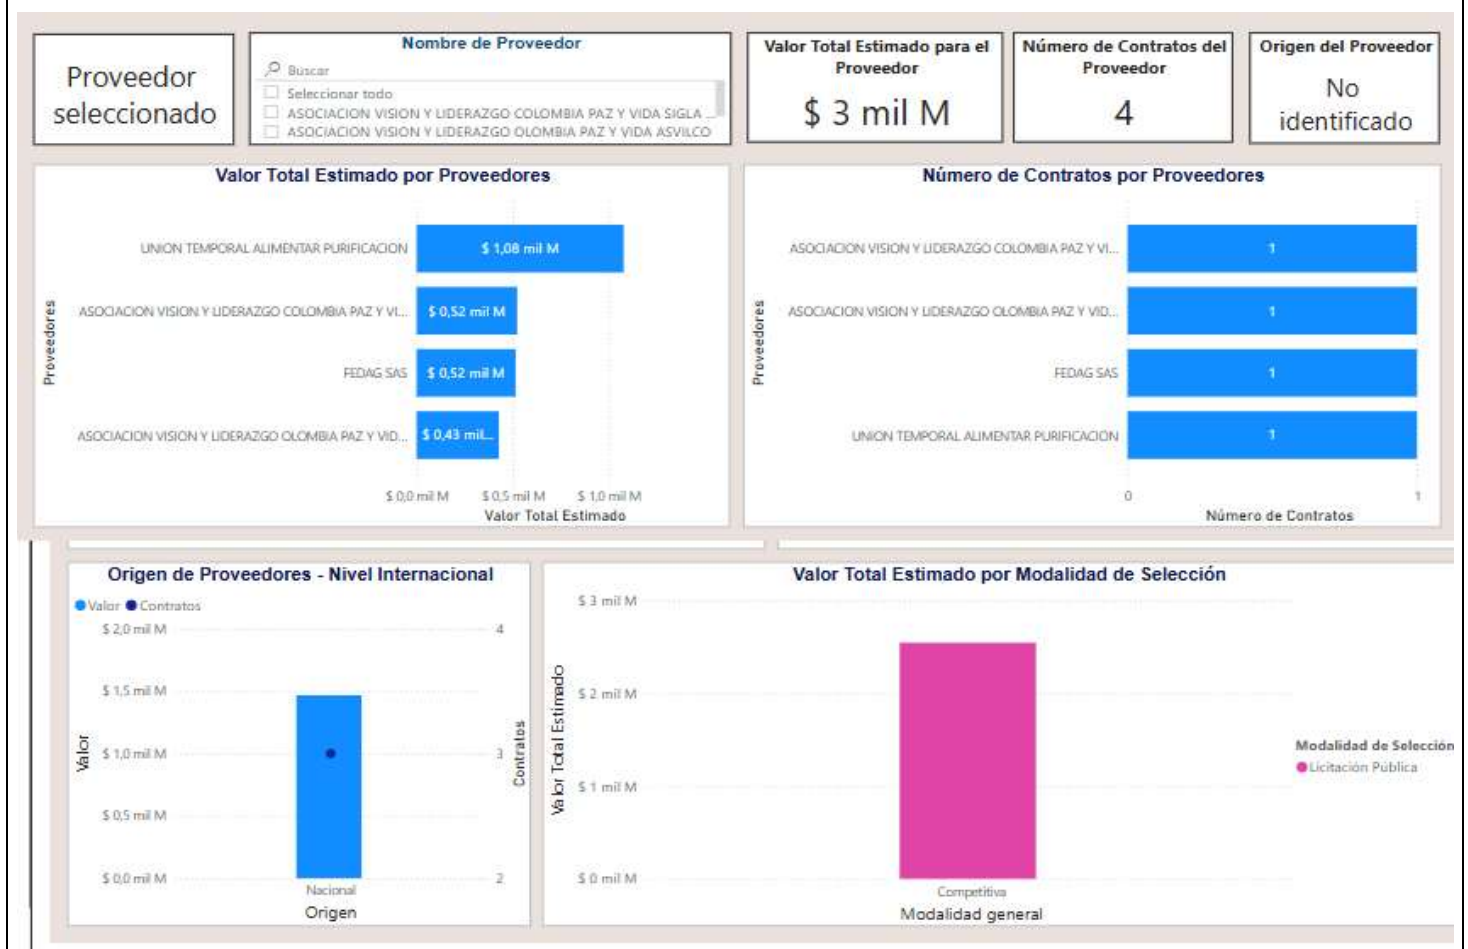 Proveedor
seleccionado
Nombre de Proveedor
Buscar
Seleccionar todo
ASOCIACION VISION Y LIDERAZGO COLOMBIA PAZ Y VIDA SIGLA ...
ASOCIACION VISION Y LIDERAZGO OLOMBIA PAZ Y VIDA ASVILCO
Valor Total Estimado para el
Proveedor
$ 3 mil M
Número de Contratos del
Proveedor
4
Origen del Proveedor
No
identificado
Valor Total Estimado por Proveedores
Proveedores
UNION TEMPORAL ALIMENTAR PURIFICACION
$ 1,08 mil M
ASOCIACION VISION Y LIDERAZGO COLOMBIA PAZ Y VI...
$ 0,52 mil M
FEDAG SAS
$ 0,52 mil M
ASOCIACION VISION Y LIDERAZGO OLOMBIA PAZ Y VID...
$ 0,43 mil...
$ 0,0 mil M
$ 0,5 mil M
$ 1,0 mil M
Valor Total Estimado
Número de Contratos por Proveedores
Proveedores
ASOCIACION VISION Y LIDERAZGO COLOMBIA PAZ Y VI...
1
ASOCIACION VISION Y LIDERAZGO OLOMBIA PAZ Y VID...
1
FEDAG SAS
1
UNION TEMPORAL ALIMENTAR PURIFICACION
1
0
1
Número de Contratos
Origen de Proveedores - Nivel Internacional
Valor
Contratos
$ 2,0 mil M
4
$ 1,5 mil M
$ 1,0 mil M
3
$ 0,5 mil M
$ 0,0 mil M
2
Valor
Contratos
Nacional
Origen
Valor Total Estimado por Modalidad de Selección
$ 3 mil M
$ 2 mil M
$ 1 mil M
$ 0 mil M
Valor Total Estimado
Competitiva
Modalidad general
Modalidad de Selección
Licitación Pública